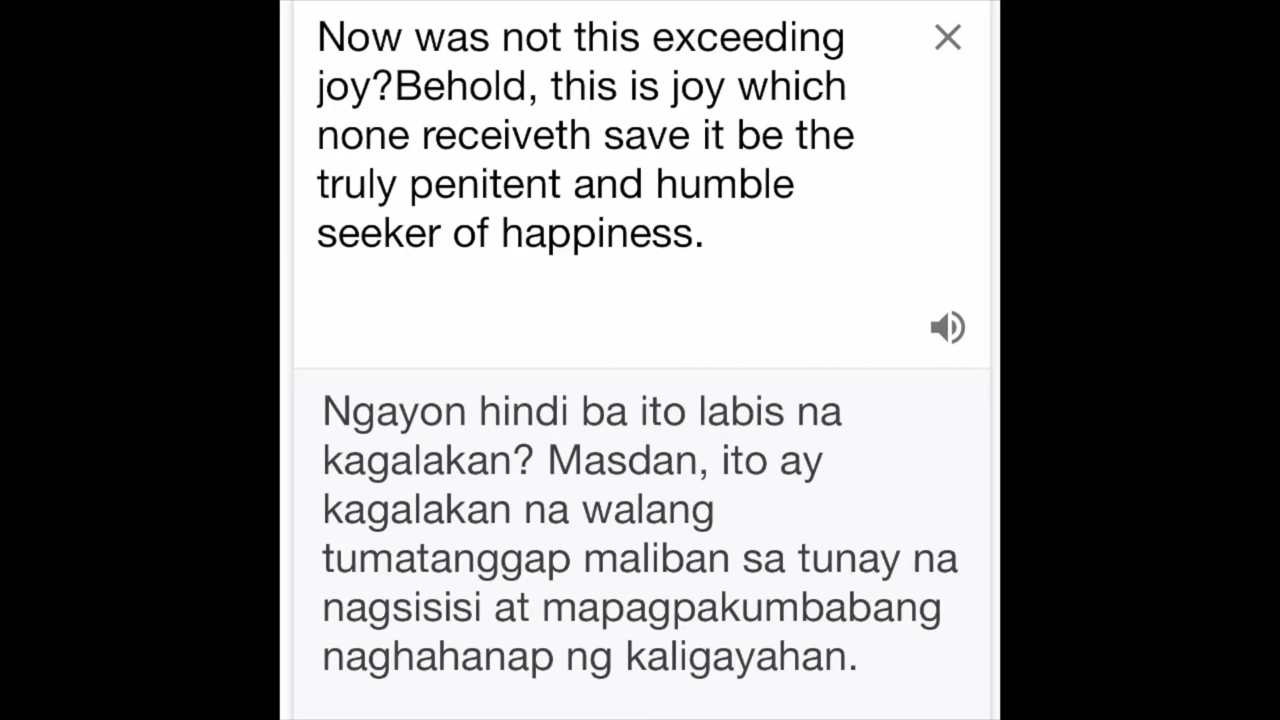 Now was not this exceeding
joy?Behold, this is joy which
none receiveth save it be the
truly penitent and humble
seeker of happiness.
Ngayon hindi ba ito labis na
kagalakan? Masdan, ito ay
kagalakan na walang
tumatanggap maliban sa tunay na
nagsisisi at mapagpakumbabang
naghahanap ng kaligayahan.